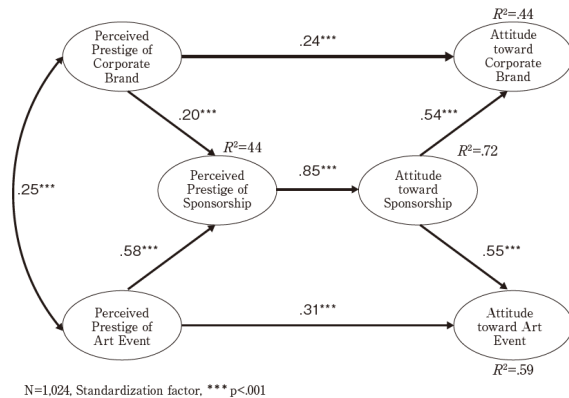 R²=.44
Perceived
Prestige of
Corporate
Brand
.24***
Attitude
toward
Corporate
Brand
.20***
.54***
R²=44
R²=.72
.25***
Perceived
Prestige of
Sponsorship
.85***
Attitude
toward
Sponsorship
.58***
.55***
Perceived
Prestige of
Art Event
.31***
Attitude
toward Art
Event
R²=.59
N=1,024, Standardization factor, *** p<.001